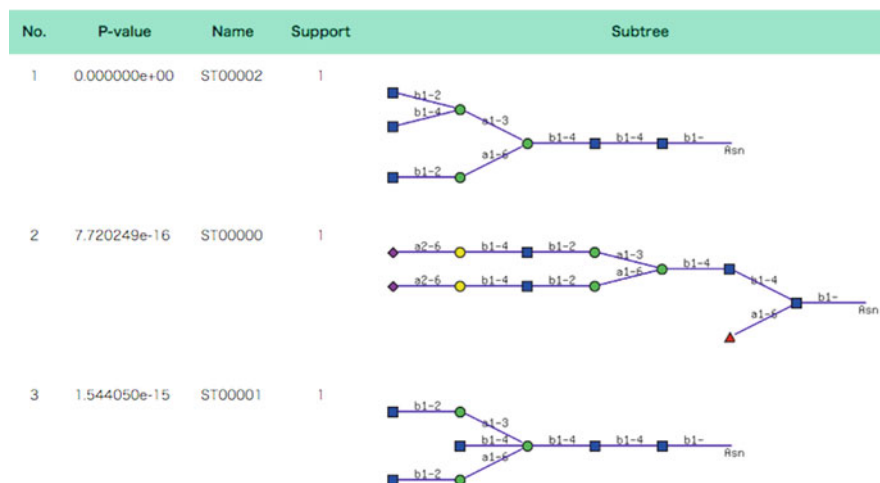 No. P-value Name Support Subtree
1 0.000000e+00 ST00002 1
b1-2
b1-4
a1-3
b1-4 b1-4 b1-
Asn
a1-6
b1-2
2 7.720249e-16 ST00000 1
a2-6 b1-4 b1-2
a1-3
b1-4
a2-6 b1-4 b1-2
a1-6
b1-4
b1-
Asn
a1-6
3 1.544050e-15 ST00001 1
b1-2
a1-3
b1-4 b1-4 b1-4 b1-
Asn
a1-6
b1-2